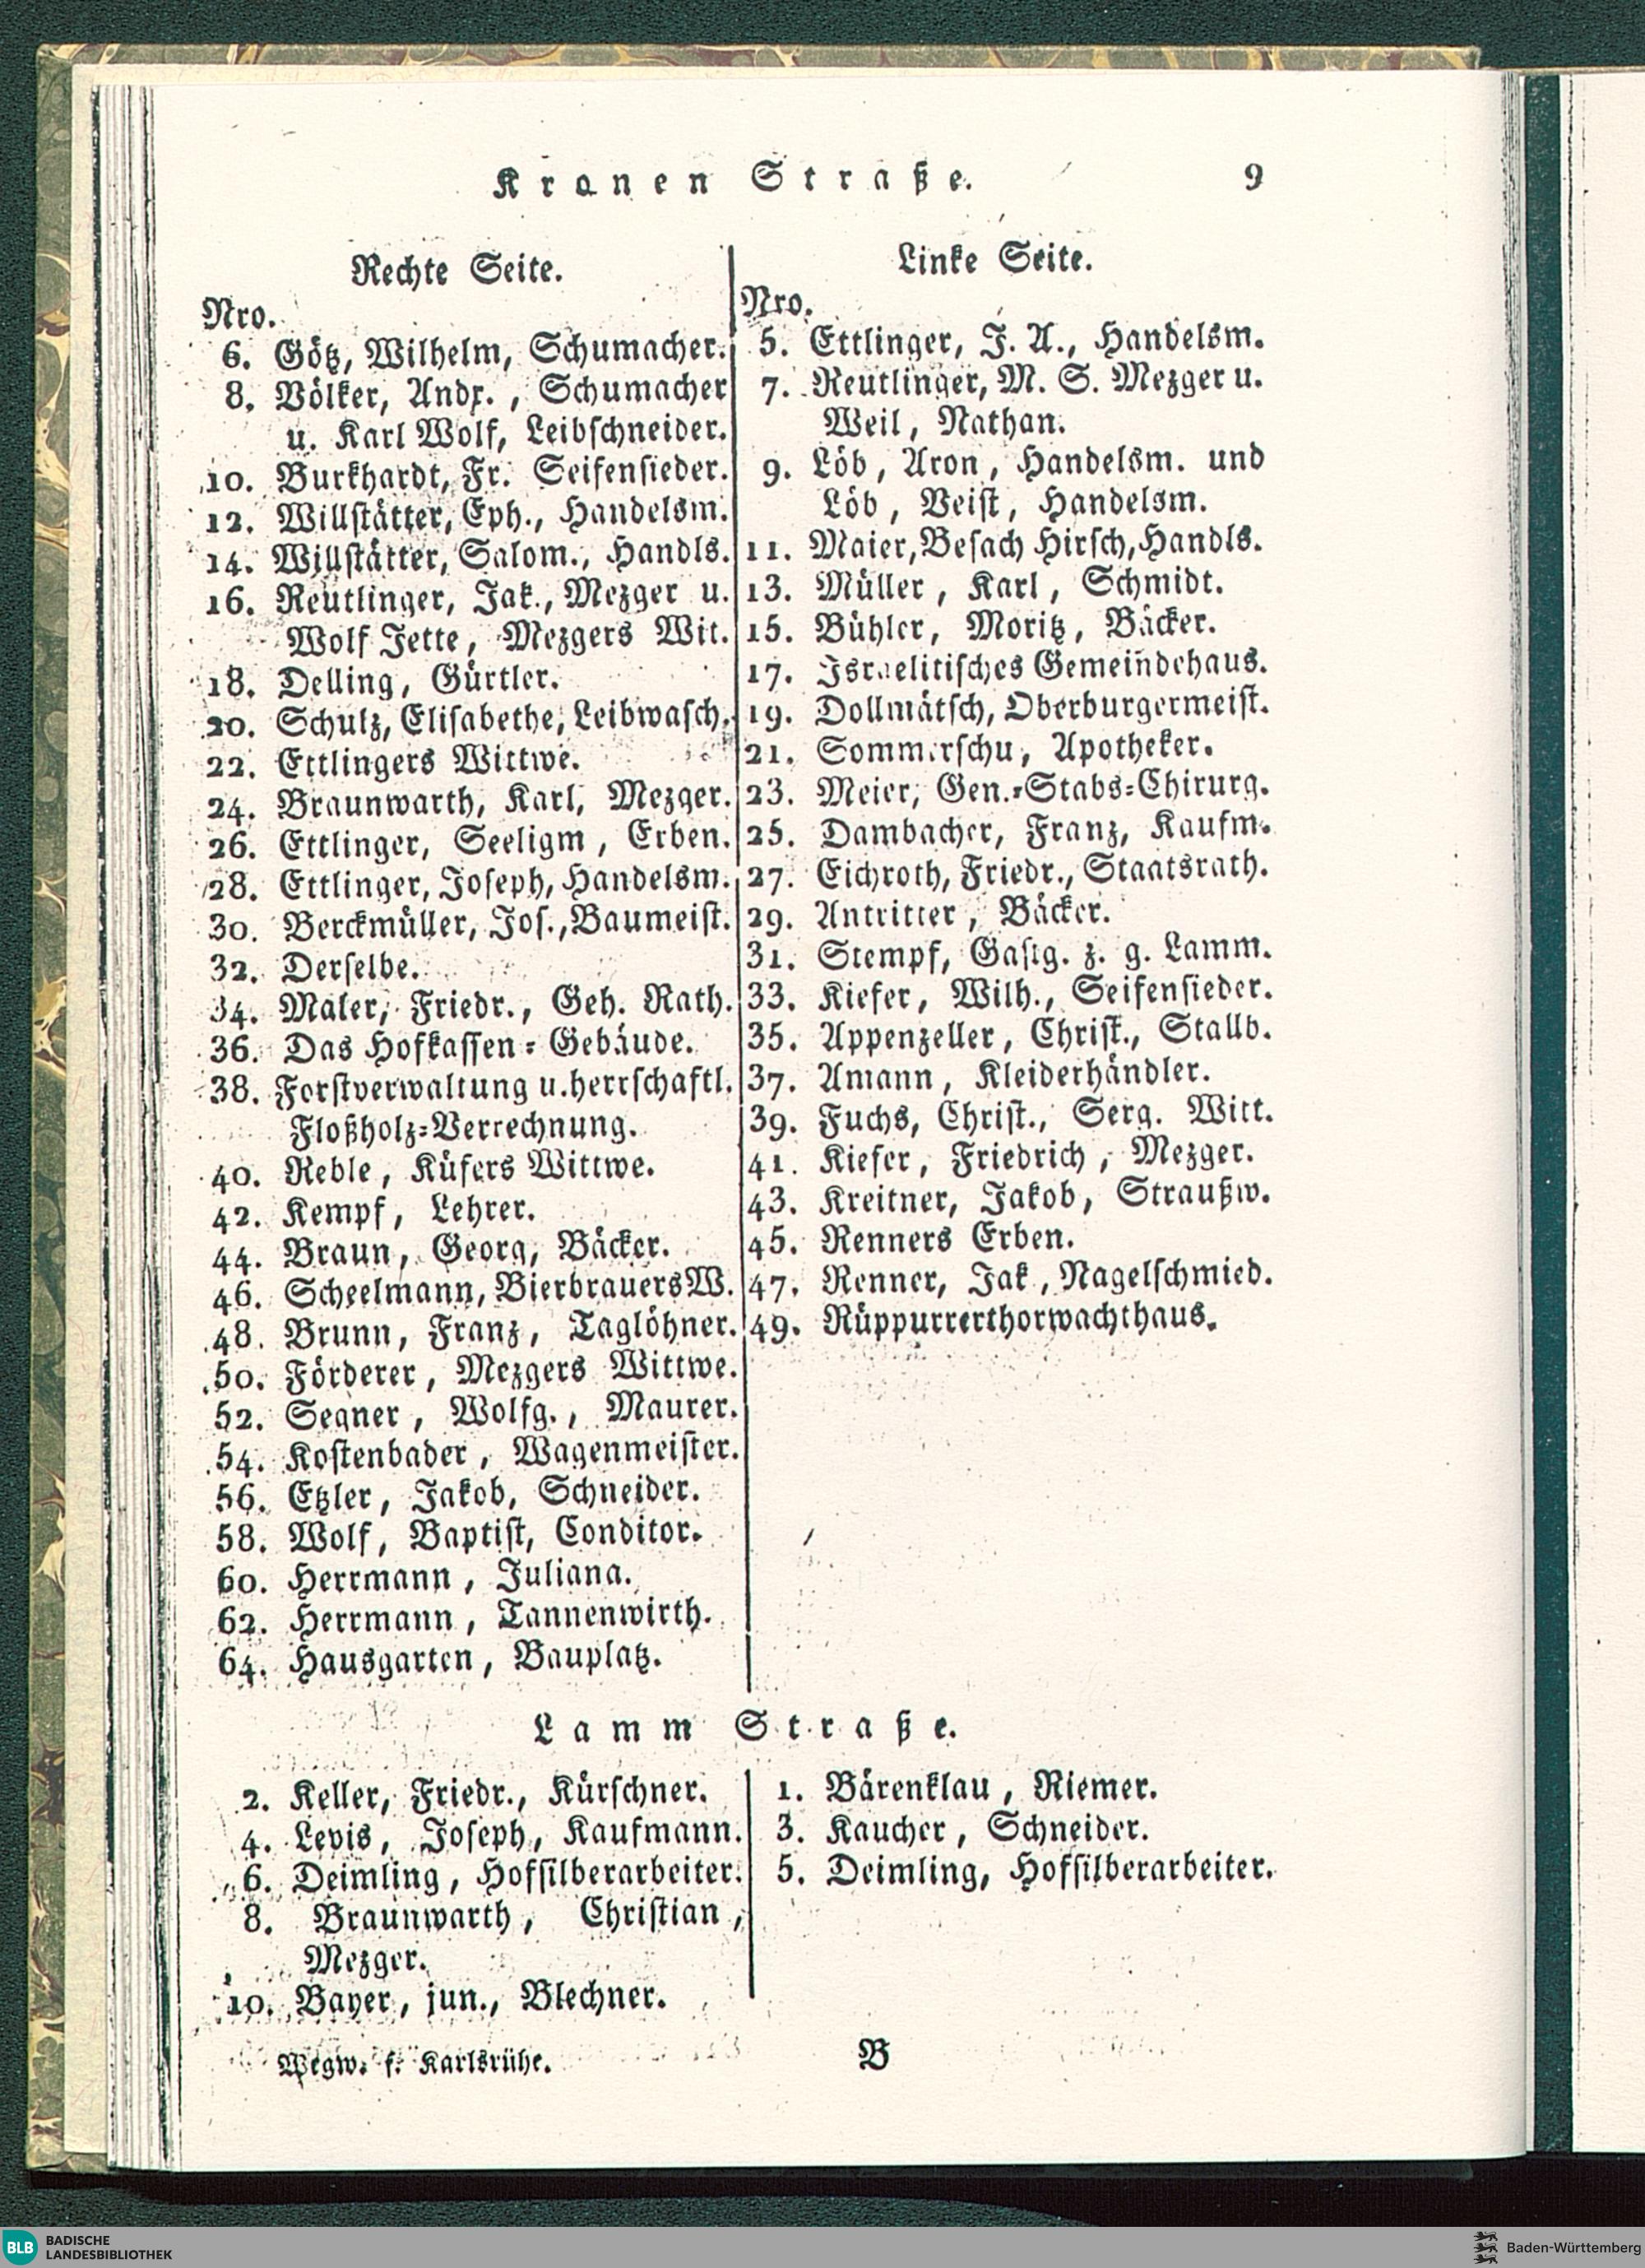 Kronen Straße.
9
Rechte Seite.
Nro.
6. Götz, Wilhelm, Schumacher.
8. Völker, Andr., Schumacher
u. Karl Wolf, Leibschneider.
10. Burkhardt, Fr. Seifensieder.
12. Willstätter, Eph., Handelsm.
14. Willstätter, Salom., Handls.
16. Reutlinger, Jak., Mezger u.
Wolf Jette, Mezgers Wit.
18. Delling, Gürtler.
20. Schulz, Elisabethe, Leibwasch.
22. Ettlingers Wittwe.
24. Braunwarth, Karl, Mezger.
26. Ettlinger, Seeligm, Erben.
28. Ettlinger, Joseph, Handelsm.
30. Berckmüller, Jos., Baumeist.
32. Derselbe.
34. Maler, Friedr., Geh. Rath.
36. Das Hofkassen-Gebäude.
38. Forstverwaltung u. herrschaftl.
Floßholz-Verrechnung.
40. Reble, Küfers Wittwe.
42. Kempf, Lehrer.
44. Braun, Georg, Bäcker.
46. Scheelmann, Bierbrauers W.
48. Brunn, Franz, Taglöhner.
50. Förderer, Mezgers Wittwe.
52. Segner, Wolfg., Maurer.
54. Kostenbader, Wagenmeister.
56. Etzler, Jakob, Schneider.
58. Wolf, Baptist, Conditor.
60. Herrmann, Juliana.
62. Herrmann, Tannenwirth.
64. Hausgarten, Bauplatz.
Linke Seite.
Nro.
5. Ettlinger, J. A., Handelsm.
7. Reutlinger, M. S. Mezger u.
Weil, Nathan.
9. Löb, Aron, Handelsm. und
Löb, Veist, Handelsm.
11. Maier, Besach Hirsch, Handls.
13. Müller, Karl, Schmidt.
15. Bühler, Moritz, Bäcker.
17. Israelitisches Gemeindehaus.
19. Dollmätsch, Oberburgermeist.
21. Sommerschu, Apotheker.
23. Meier, Gen.-Stabs-Chirurg.
25. Dambacher, Franz, Kaufm.
27. Eichroth, Friedr., Staatsrath.
29. Antritter, Bäcker.
31. Stempf, Gastg. z. g. Lamm.
33. Kiefer, Wilh., Seifensieder.
35. Appenzeller, Christ., Stallb.
37. Amann, Kleiderhändler.
39. Fuchs, Christ., Serg. Witt.
41. Kiefer, Friedrich, Mezger.
43. Kreitner, Jakob, Straußw.
45. Renners Erben.
47. Renner, Jak., Nagelschmied.
49. Rüppurrerthorwachthaus.
Lamm Straße.
2. Keller, Friedr., Kürschner.
4. Levis, Joseph, Kaufmann.
6. Deimling, Hofsilberarbeiter.
8. Braunwarth, Christian,
Mezger.
10. Bayer, jun., Blechner.
1. Bärenklau, Riemer.
3. Kaucher, Schneider.
5. Deimling, Hofsilberarbeiter.
Wegw. f. Karlsruhe.
B
BLB BADISCHE
LANDESBIBLIOTHEK
Baden-Württemberg